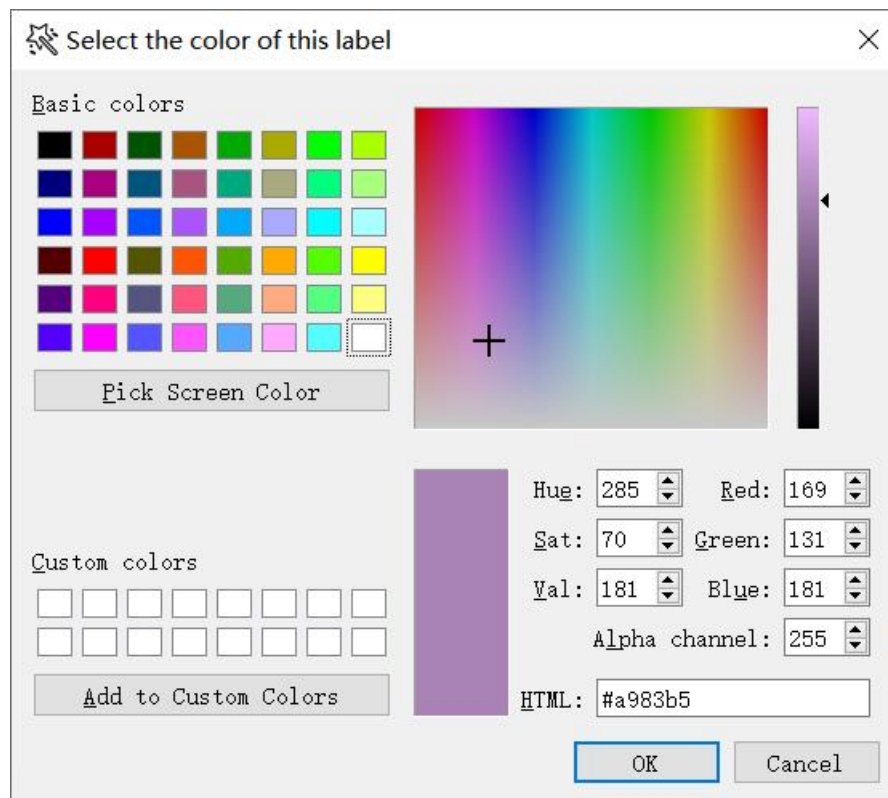 Select the color of this label
Basic colors
Pick Screen Color
Custom colors
Add to Custom Colors
Hue: 285 Red: 169
Sat: 70 Green: 131
Val: 181 Blue: 181
Alpha channel: 255
HTML: #a983b5
OK Cancel